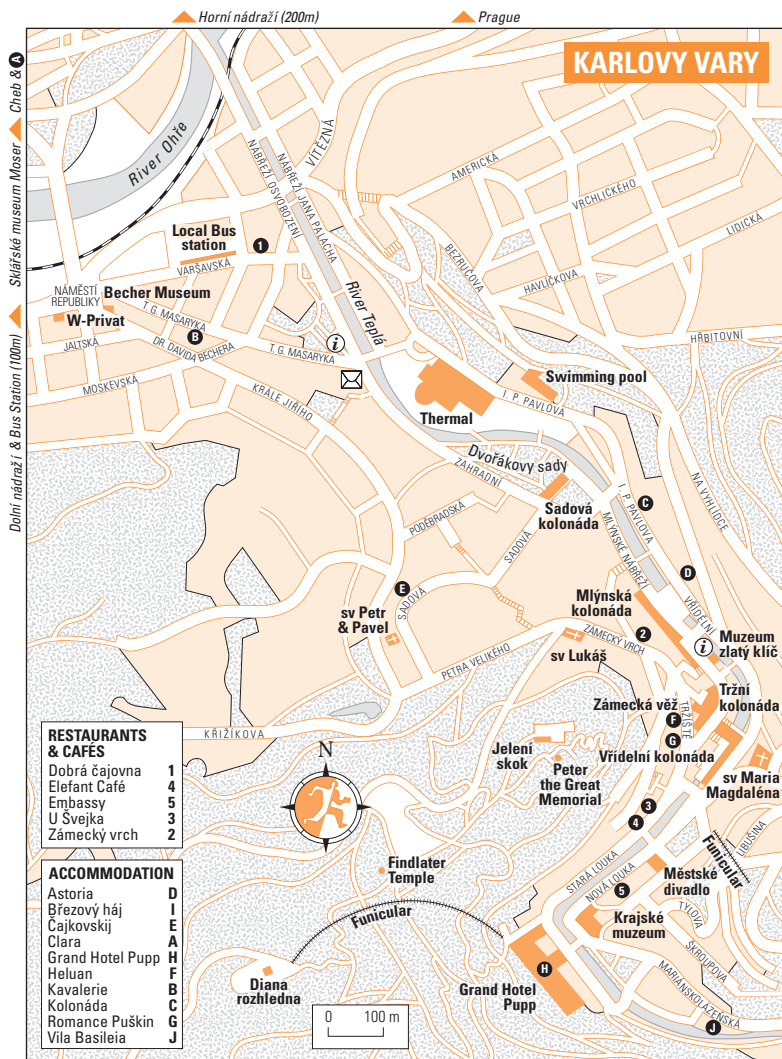 Horní nádraží (200m)
Prague
KARLOVY VARY
Cheb & A
Sklářské museum Moser
Dolní nádraží & Bus Station (100m)
River Ohře
VÍTĚZNÁ
NÁBŘEŽÍ JANA PALACHA
NÁBŘEŽÍ OSVOBOZENÍ
AMERICKÁ
VRCHLICKÉHO
LIDICKÁ
BEZRUČOVA
HAVLÍČKOVA
HŘBITOVNÍ
Local Bus
station
1
VARŠAVSKÁ
NÁMĚSTÍ
REPUBLIKY
Becher Museum
W-Privat
T. G. MASARYKA
B
JALTSKÁ
DR. DAVIDA BECHERA
T. G. MASARYKA
i
MOSKEVSKÁ
KRÁLE JIŘÍHO
River Teplá
Thermal
Swimming pool
I. P. PAVLOVA
Dvořákovy sady
ZAHRADNÍ
Sadová
kolonáda
I. P. PAVLOVA
C
NA VYHLÍDCE
MLÝNSKÉ NÁBŘEŽÍ
PODĚBRADSKÁ
SADOVÁ
D
E
SADOVÁ
sv Petr
& Pavel
Mlýnská
kolonáda
VŘÍDELNÍ
2
ZÁMECKÝ VRCH
i
Muzeum
zlatý klíč
sv Lukáš
PETRA VELIKÉHO
Tržní
kolonáda
Zámecká věž
F
TRŽIŠTĚ
G
Vřídelní kolonáda
KŘIŽÍKOVA
Jelení
skok
Peter
the Great
Memorial
sv Maria
Magdaléna
3
4
N
LIBUŠINA
Funicular
Findlater
Temple
STARÁ LOUKA
NOVÁ LOUKA
5
Městské
divadlo
TYLOVA
Krajské
muzeum
ŠKROUPOVA
Funicular
H
Grand Hotel
Pupp
MARIÁNSKOLÁZEŇSKÁ
J
Diana
rozhledna
0 100 m
RESTAURANTS
& CAFÉS
Dobrá čajovna 1
Elefant Café 4
Embassy 5
U Švejka 3
Zámecký vrch 2
ACCOMMODATION
Astoria D
Březový háj I
Čajkovskij E
Clara A
Grand Hotel Pupp H
Heluan F
Kavalerie B
Kolonáda C
Romance Puškin G
Vila Basileia J